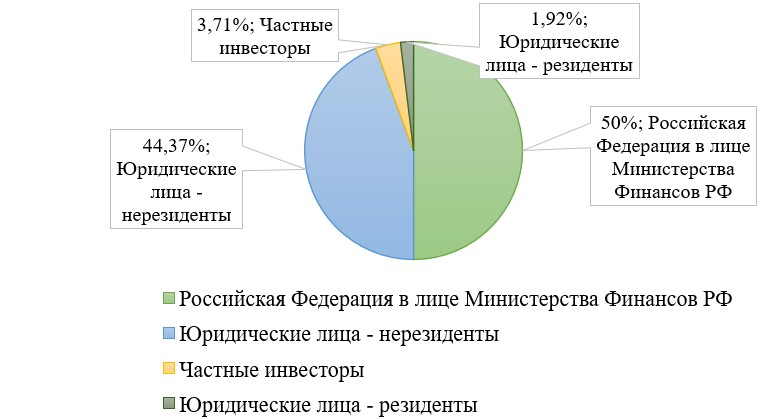 3,71%; Частные
инвесторы
1,92%;
Юридические
лица - резиденты
44,37%;
Юридические
лица -
нерезиденты
50%; Российская
Федерация в лице
Министерства
Финансов РФ
Российская Федерация в лице Министерства Финансов РФ
Юридические лица - нерезиденты
Частные инвесторы
Юридические лица - резиденты